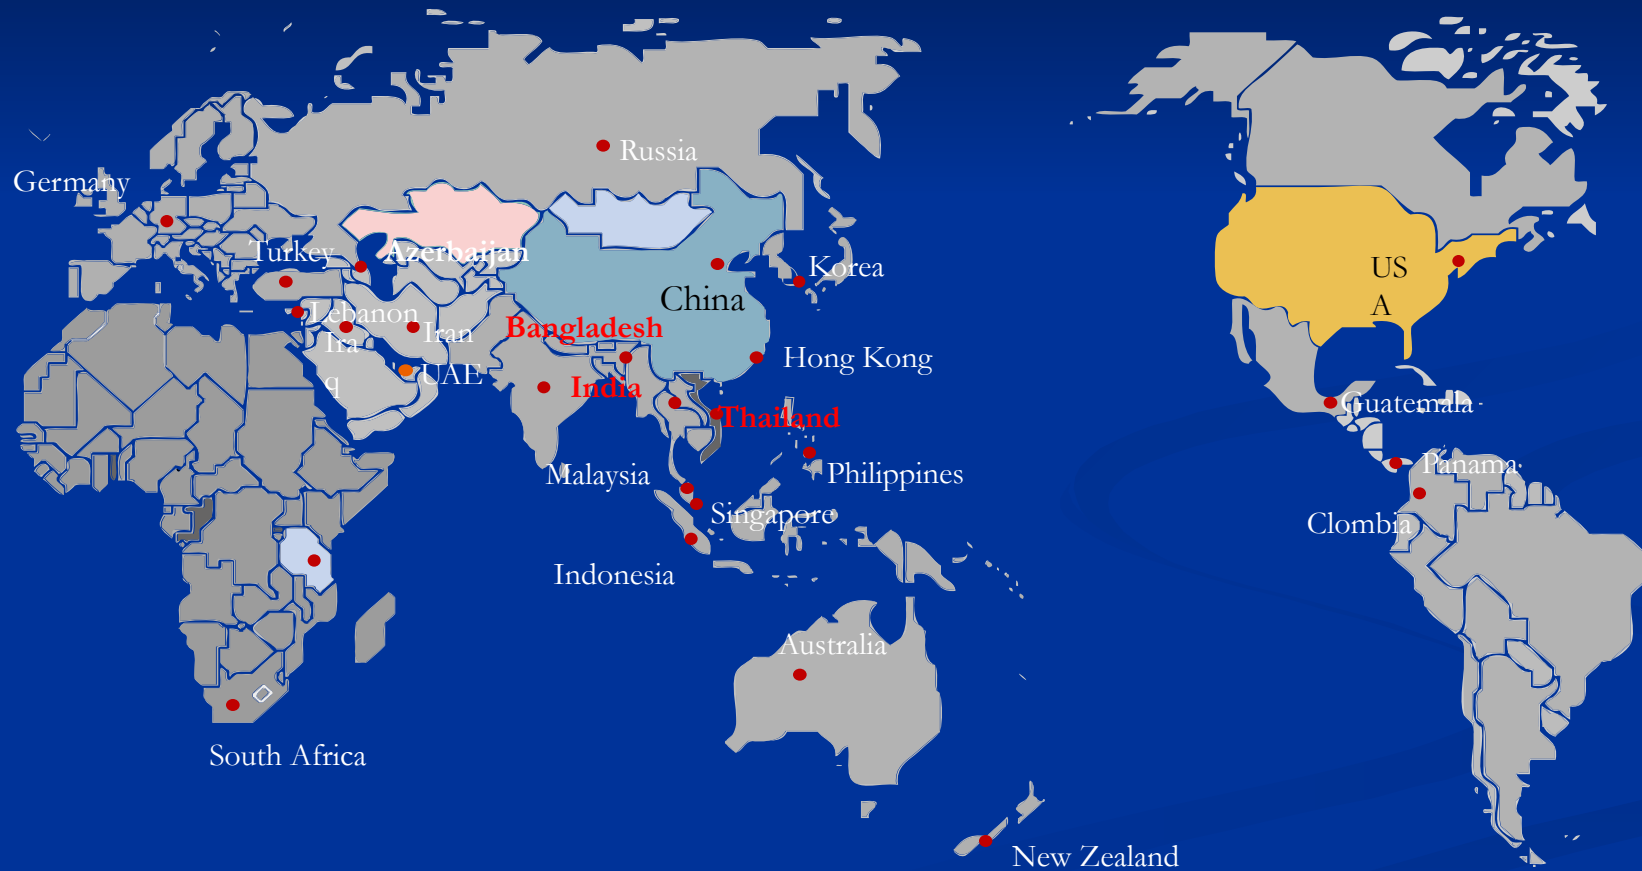 Russia
Germany
Turkey
Azerbaijan
Korea
US
A
China
Lebanon
Bangladesh
Iran
Ira
q
Hong Kong
UAE
India
Guatemala
Thailand
Malaysia
Philippines
Panama
Singapore
Clombia
Indonesia
Australia
South Africa
New Zealand